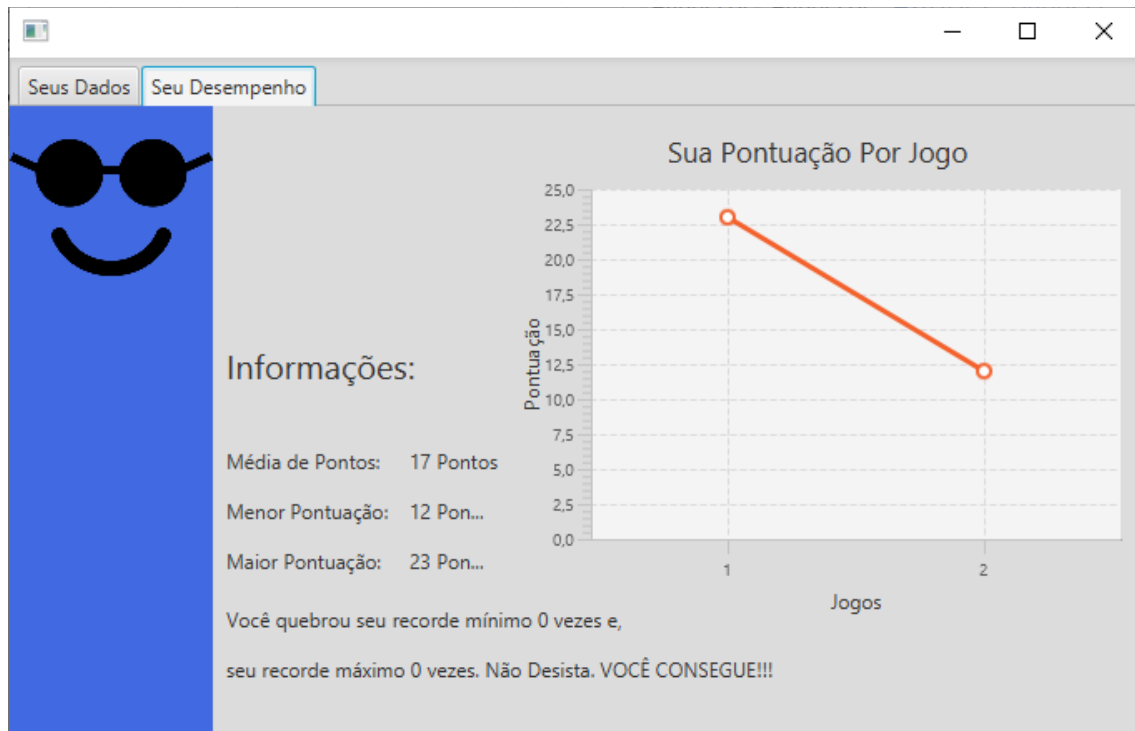 Seus Dados Seu Desempenho
Sua Pontuação Por Jogo
25,0
22,5
20,0
17,5
15,0
12,5
10,0
7,5
5,0
2,5
0,0
Pontuação
1 2
Jogos
Informações:
Média de Pontos: 17 Pontos
Menor Pontuação: 12 Pon...
Maior Pontuação: 23 Pon...
Você quebrou seu recorde mínimo 0 vezes e,
seu recorde máximo 0 vezes. Não Desista. VOCÊ CONSEGUE!!!